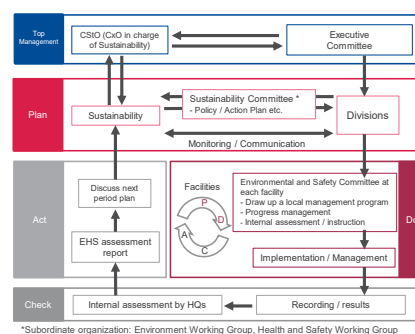 Top
Management
CStO (CxO in charge
of Sustainability)
Executive
Committee
Plan
Sustainability
Sustainability Committee *
- Policy / Action Plan etc.
Divisions
Monitoring / Communication
Act
Discuss next
period plan
EHS assessment
report
Facilities
P
D
C
A
Environmental and Safety Committee at
each facility
- Draw up a local management program
- Progress management
- Internal assessment / instruction
Implementation / Management
Do
Check
Internal assessment by HQs
Recording / results
*Subordinate organization: Environment Working Group, Health and Safety Working Group